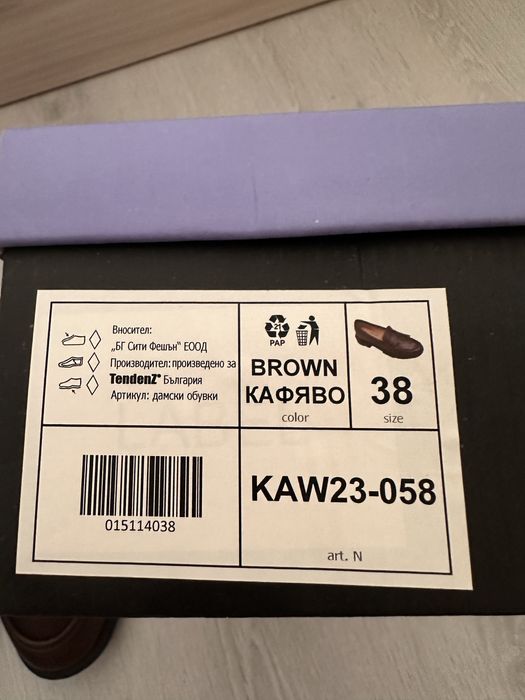 Вносител:
„БГ Сити Фешън" ЕООД
Производител: произведено за
TendenZ® България
Артикул: дамски обувки
21
PAP
BROWN
КАФЯВО
color
38
size
015114038
KAW23-058
art. N